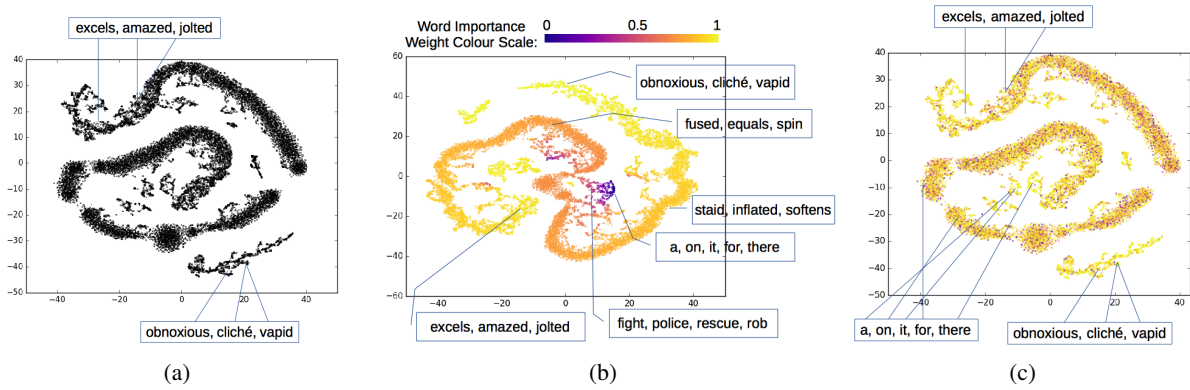 excels, amazed, jolted
40
30
20
10
0
−10
−20
−30
−40
−50
−40 −20 0 20 40
obnoxious, cliché, vapid
(a)
Word Importance
Weight Colour Scale:
0 0.5 1
60
40
20
0
−20
−40
−60
−60 −40 −20 0 20 40
obnoxious, cliché, vapid
fused, equals, spin
staid, inflated, softens
a, on, it, for, there
excels, amazed, jolted
fight, police, rescue, rob
(b)
excels, amazed, jolted
40
30
20
10
0
−10
−20
−30
−40
−50
−40 −20 0 20 40
a, on, it, for, there
obnoxious, cliché, vapid
(c)